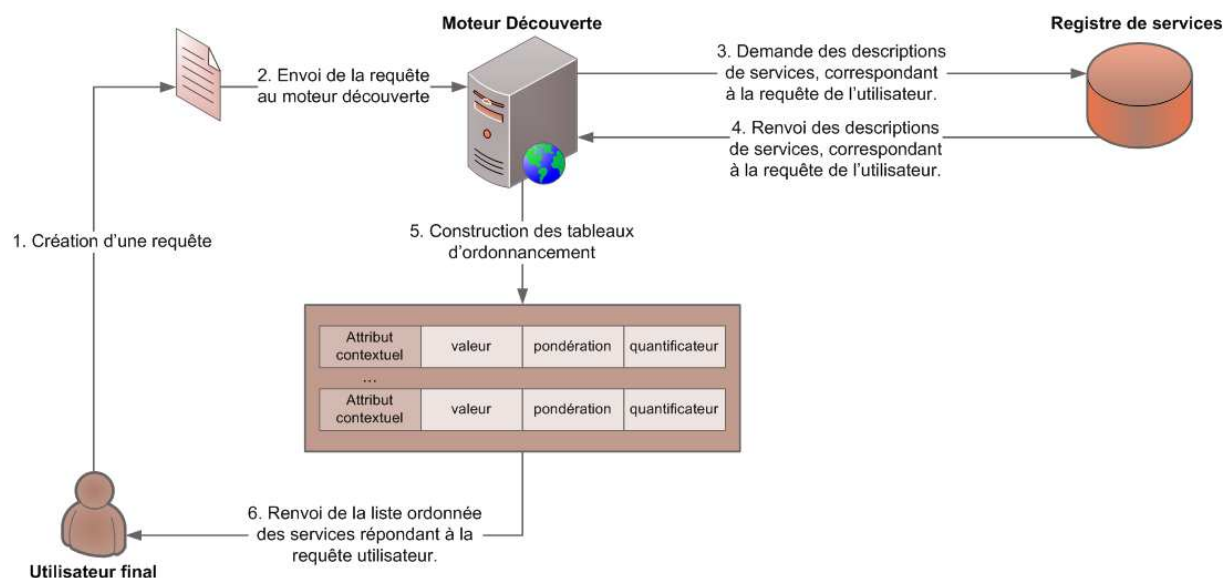 Moteur Découverte
Registre de services
2. Envoi de la requête
au moteur découverte
3. Demande des descriptions
de services, correspondant
à la requête de l’utilisateur.
4. Renvoi des descriptions
de services, correspondant
à la requête de l’utilisateur.
1. Création d’une requête
5. Construction des tableaux
d’ordonnancement
Attribut
contextuel
valeur
pondération
quantificateur
...
Attribut
contextuel
valeur
pondération
quantificateur
6. Renvoi de la liste ordonnée
des services répondant à la
requête utilisateur.
Utilisateur final